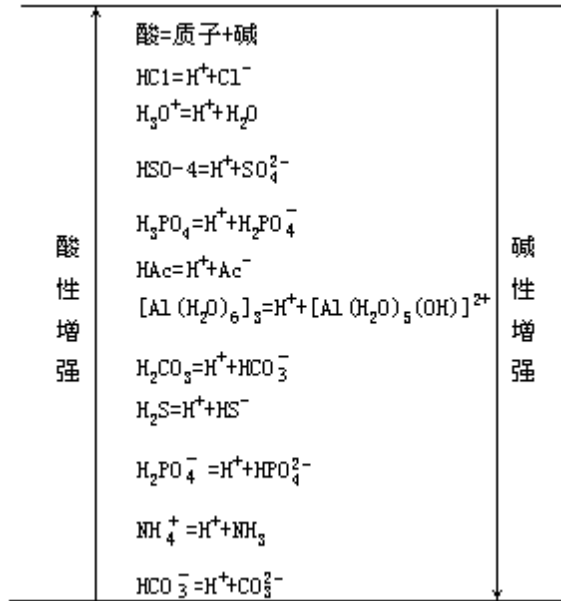 酸=质子+碱
HCl=H⁺+Cl⁻
H₃O⁺=H⁺+H₂O
HSO-4=H⁺+SO₄²⁻
H₃PO₄=H⁺+H₂PO₄⁻
HAc=H⁺+Ac⁻
[Al(H₂O)₆]₃=H⁺+[Al(H₂O)₅(OH)]²⁺
H₂CO₃=H⁺+HCO₃⁻
H₂S=H⁺+HS⁻
H₂PO₄⁻=H⁺+HPO₄²⁻
NH₄⁺=H⁺+NH₃
HCO₃⁻=H⁺+CO₃²⁻
酸性增强
碱性增强